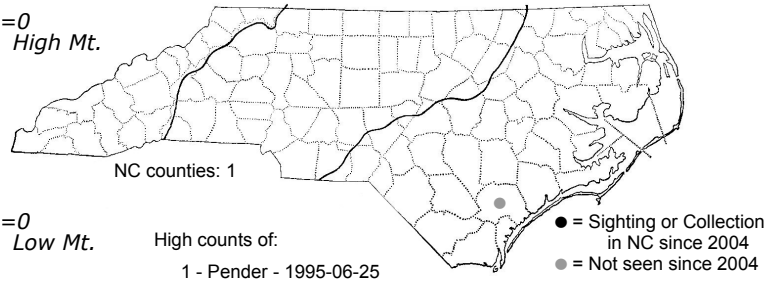 =0
High Mt.
NC counties: 1
=0
Low Mt.
High counts of:
1 - Pender - 1995-06-25
= Sighting or Collection
in NC since 2004
= Not seen since 2004